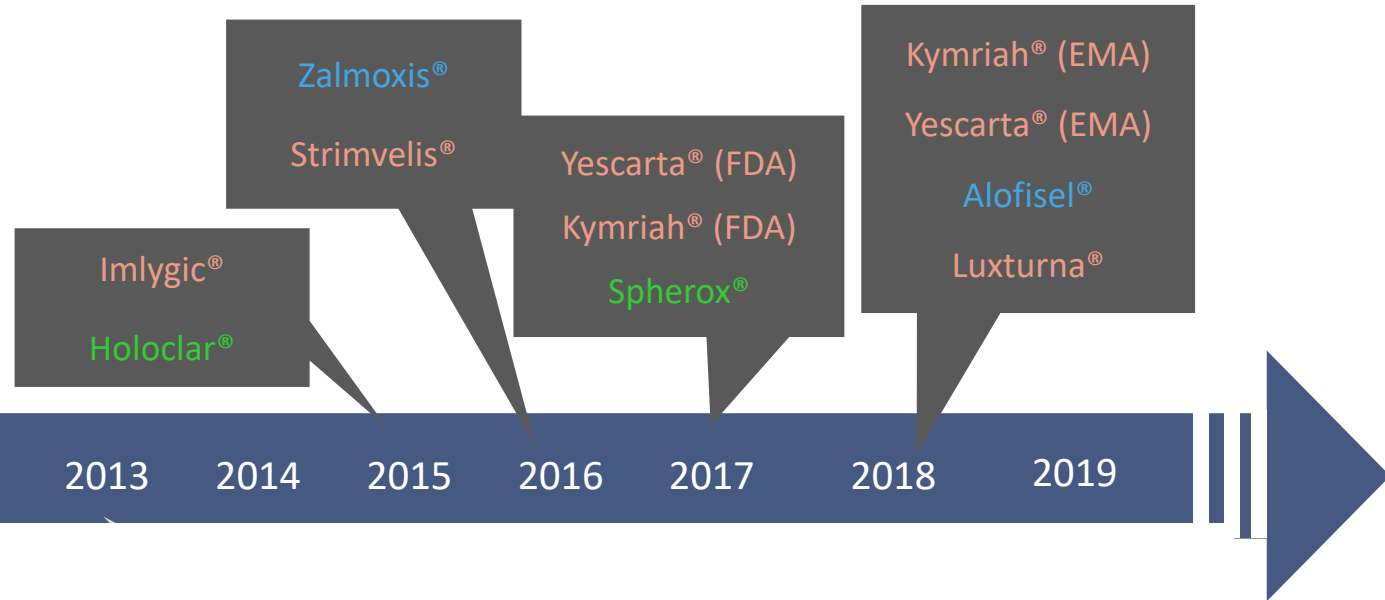 Imlygic®
Holoclar®
Zalmoxis®
Strimvelis®
Yescarta® (FDA)
Kymriah® (FDA)
Spherox®
Kymriah® (EMA)
Yescarta® (EMA)
Alofisel®
Luxturna®
2013 2014 2015 2016 2017 2018 2019